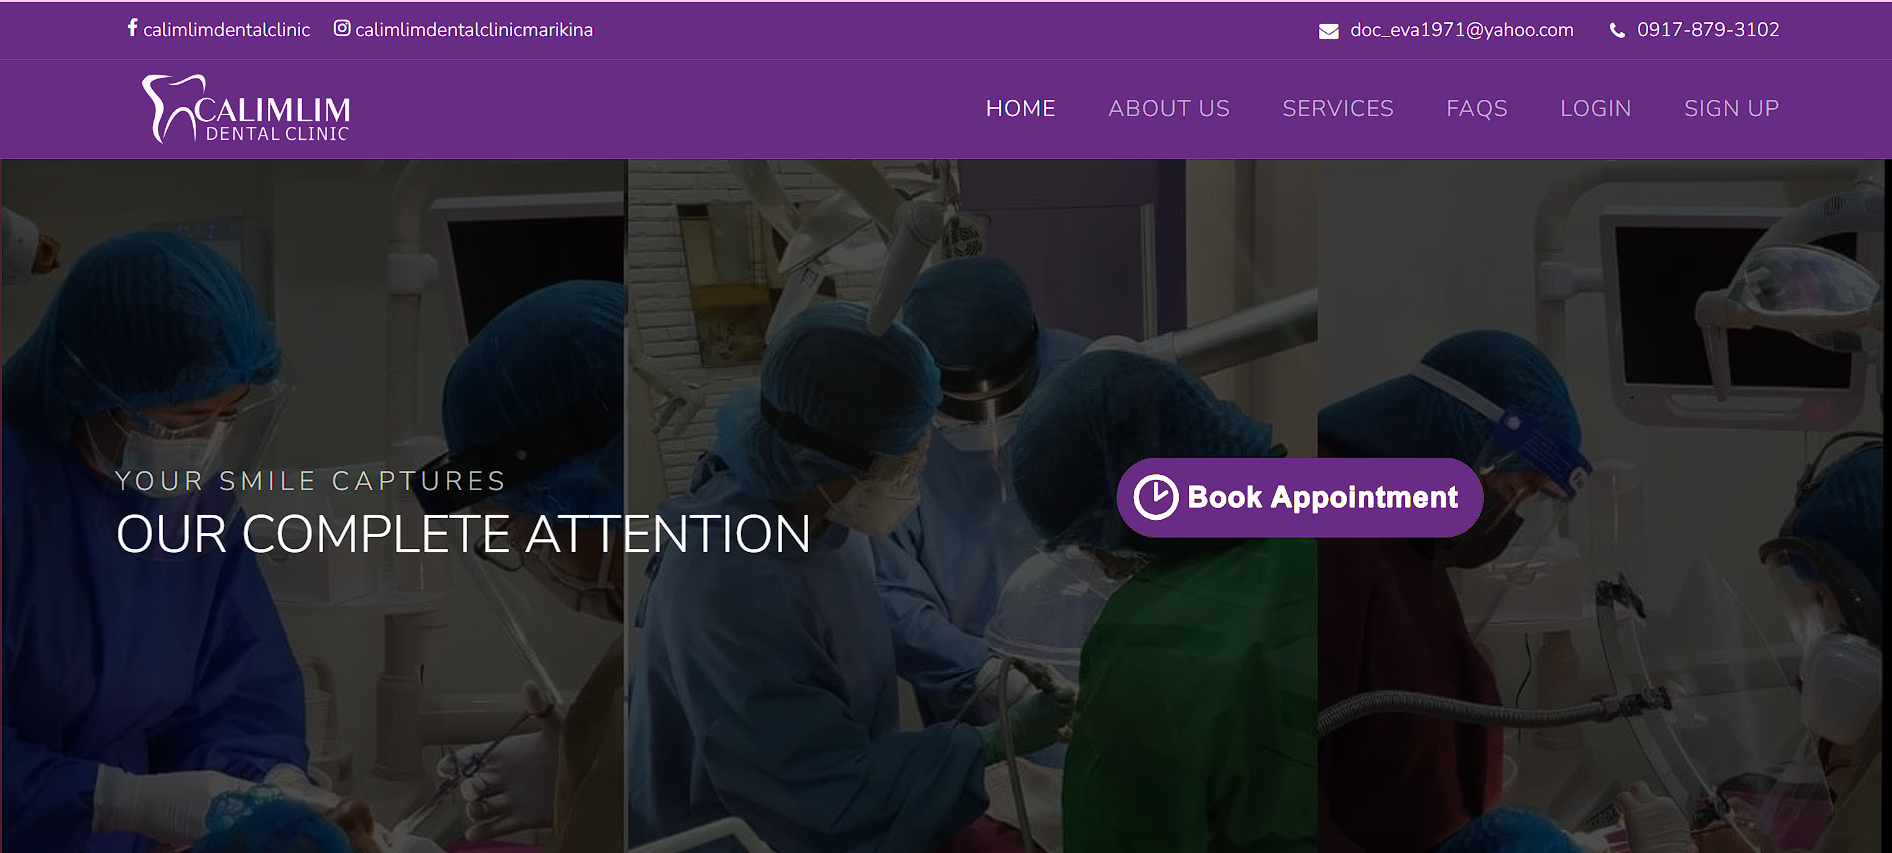 calimlimdentalclinic calimlimdentalclinicmarikina doc_eva1971@yahoo.com 0917-879-3102
CALIMLIM
DENTAL CLINIC
HOME ABOUT US SERVICES FAQS LOGIN SIGN UP
YOUR SMILE CAPTURES
OUR COMPLETE ATTENTION
Book Appointment